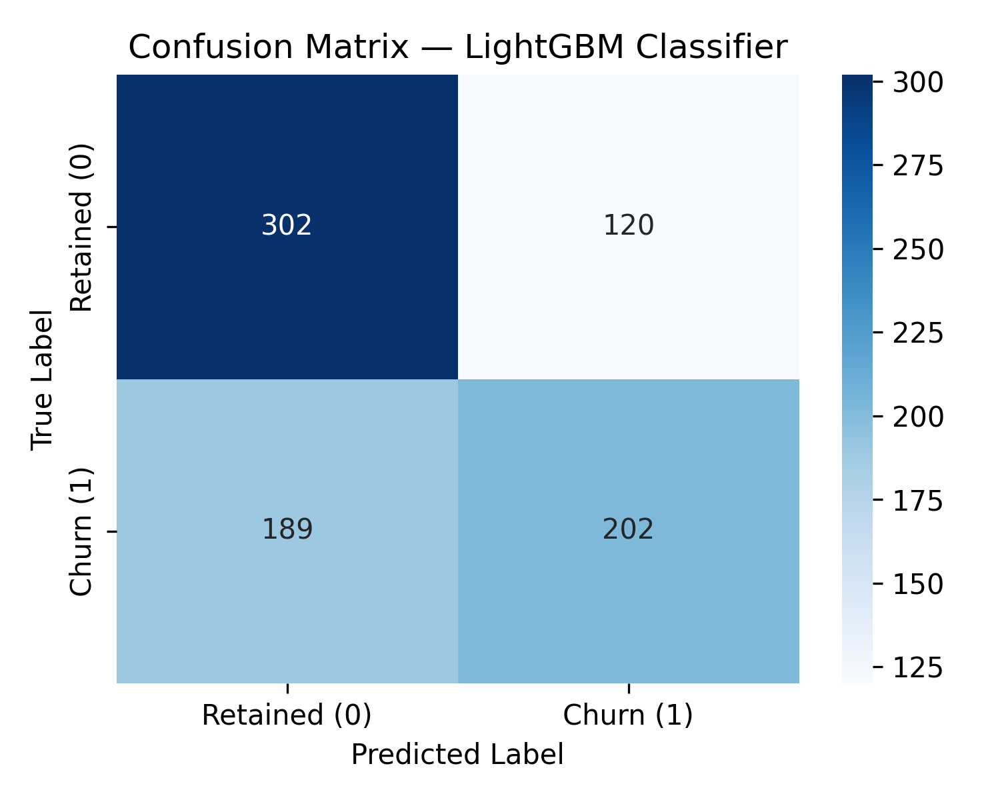 Confusion Matrix — LightGBM Classifier
True Label
Retained (0)
Churn (1)
302
120
189
202
Retained (0)
Churn (1)
Predicted Label
300
275
250
225
200
175
150
125